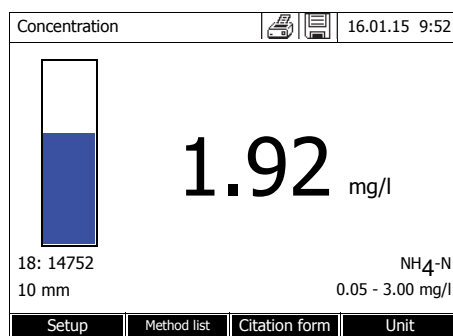 Concentration 16.01.15 9:52
1.92 mg/l
18: 14752 NH4-N
10 mm 0.05 - 3.00 mg/l
Setup Method list Citation form Unit